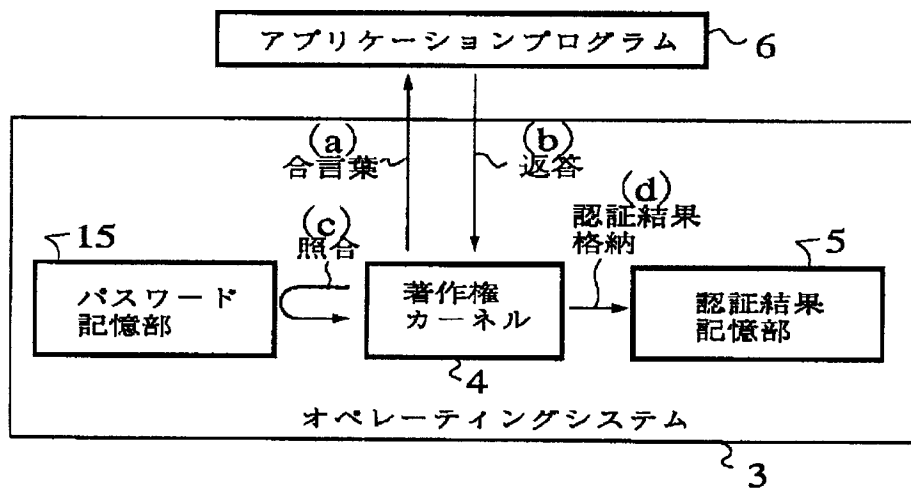 アプリケーションプログラム
6
(a)
合言葉
(b)
返答
(d)
認証結果
格納
(c)
照合
15
5
パスワード
記憶部
著作権
カーネル
認証結果
記憶部
4
オペレーティングシステム
3